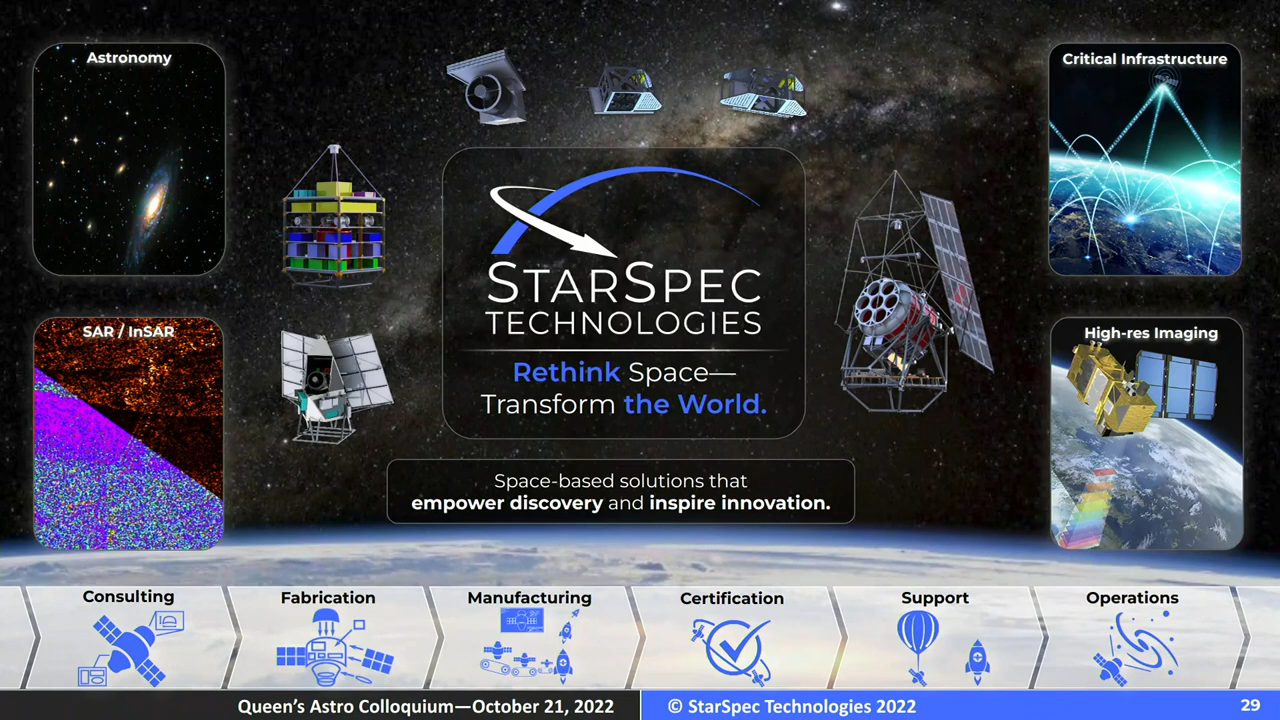 Astronomy
Critical Infrastructure
STARSPEC
TECHNOLOGIES
SAR / InSAR
High-res Imaging
Rethink Space—
Transform the World.
Space-based solutions that
empower discovery and inspire innovation.
Consulting
Fabrication
Manufacturing
Certification
Support
Operations
Queen's Astro Colloquium—October 21, 2022
© StarSpec Technologies 2022
29